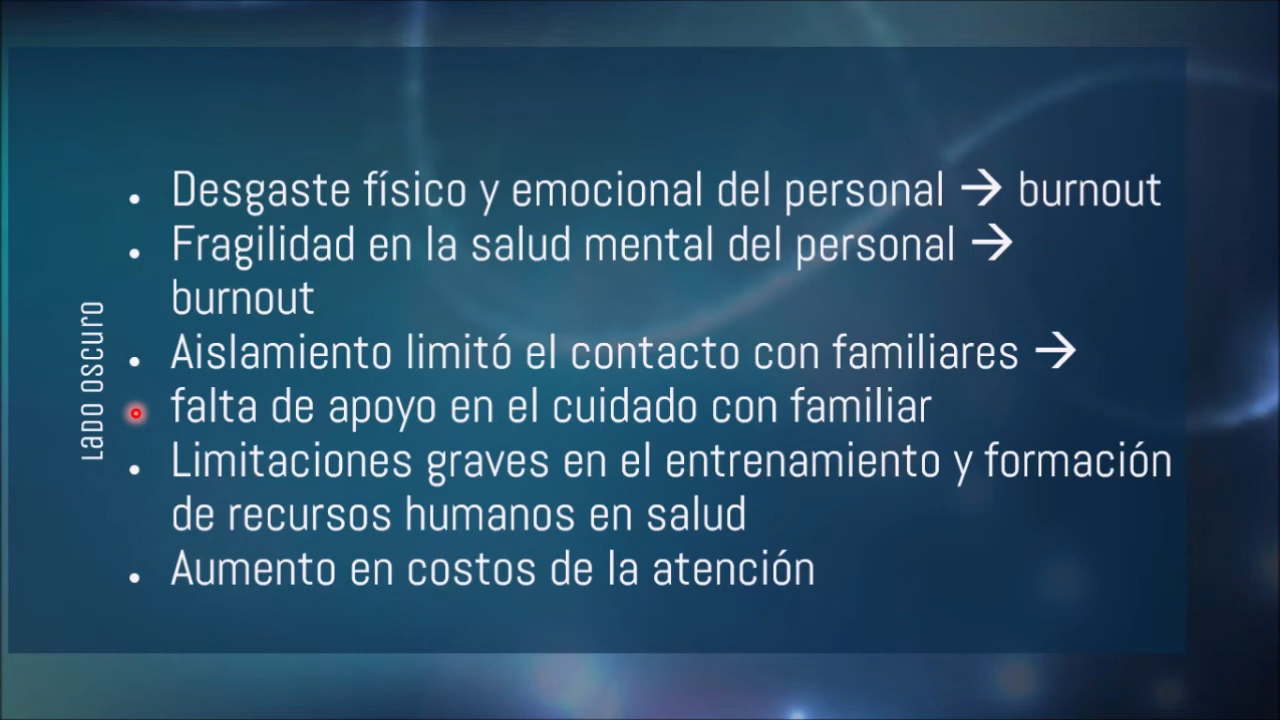 Lado oscuro
• Desgaste físico y emocional del personal → burnout
• Fragilidad en la salud mental del personal →
burnout
• Aislamiento limitó el contacto con familiares →
falta de apoyo en el cuidado con familiar
• Limitaciones graves en el entrenamiento y formación
de recursos humanos en salud
• Aumento en costos de la atención